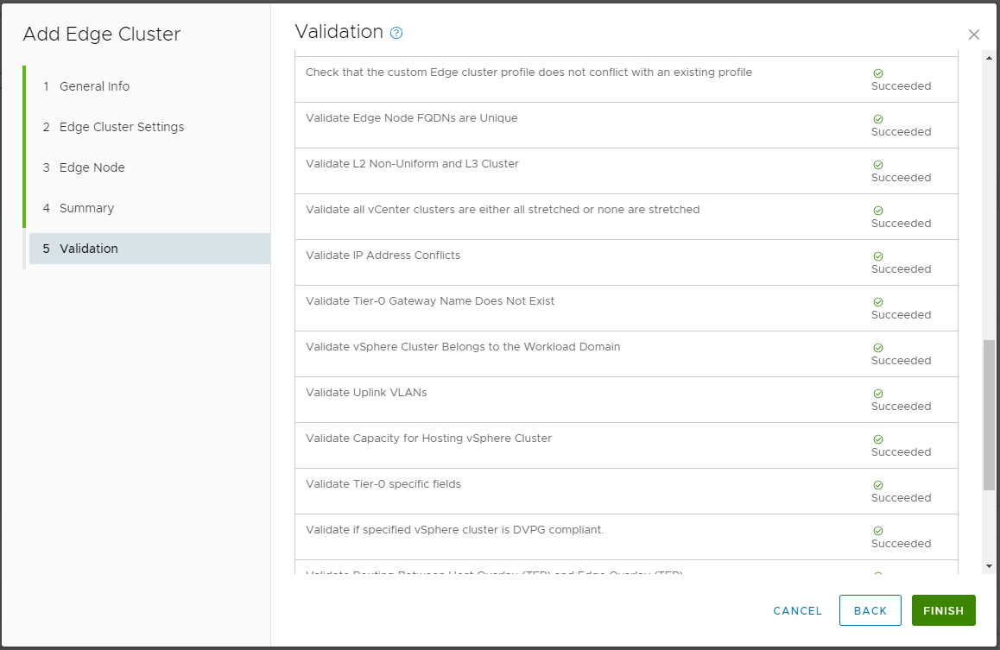 Add Edge Cluster
1 General Info
2 Edge Cluster Settings
3 Edge Node
4 Summary
5 Validation
Validation ?
Check that the custom Edge cluster profile does not conflict with an existing profile
Succeeded
Validate Edge Node FQDNs are Unique
Succeeded
Validate L2 Non-Uniform and L3 Cluster
Succeeded
Validate all vCenter clusters are either all stretched or none are stretched
Succeeded
Validate IP Address Conflicts
Succeeded
Validate Tier-0 Gateway Name Does Not Exist
Succeeded
Validate vSphere Cluster Belongs to the Workload Domain
Succeeded
Validate Uplink VLANs
Succeeded
Validate Capacity for Hosting vSphere Cluster
Succeeded
Validate Tier-0 specific fields
Succeeded
Validate if specified vSphere cluster is DVPG compliant.
Succeeded
Validate Routing Between Host Overlay (TEP) and Edge Overlay (TEP)
CANCEL
BACK
FINISH